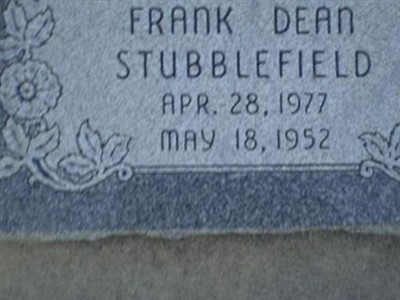 FRANK DEAN
STUBBLEFIELD
APR. 28, 1977
MAY 18, 1952